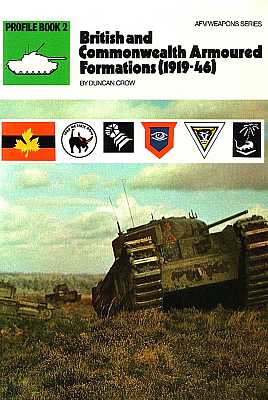 PROFILE BOOK 2
AFV/WEAPONS SERIES
British and
Commonwealth Armoured
Formations (1919-46)
BY DUNCAN CROW